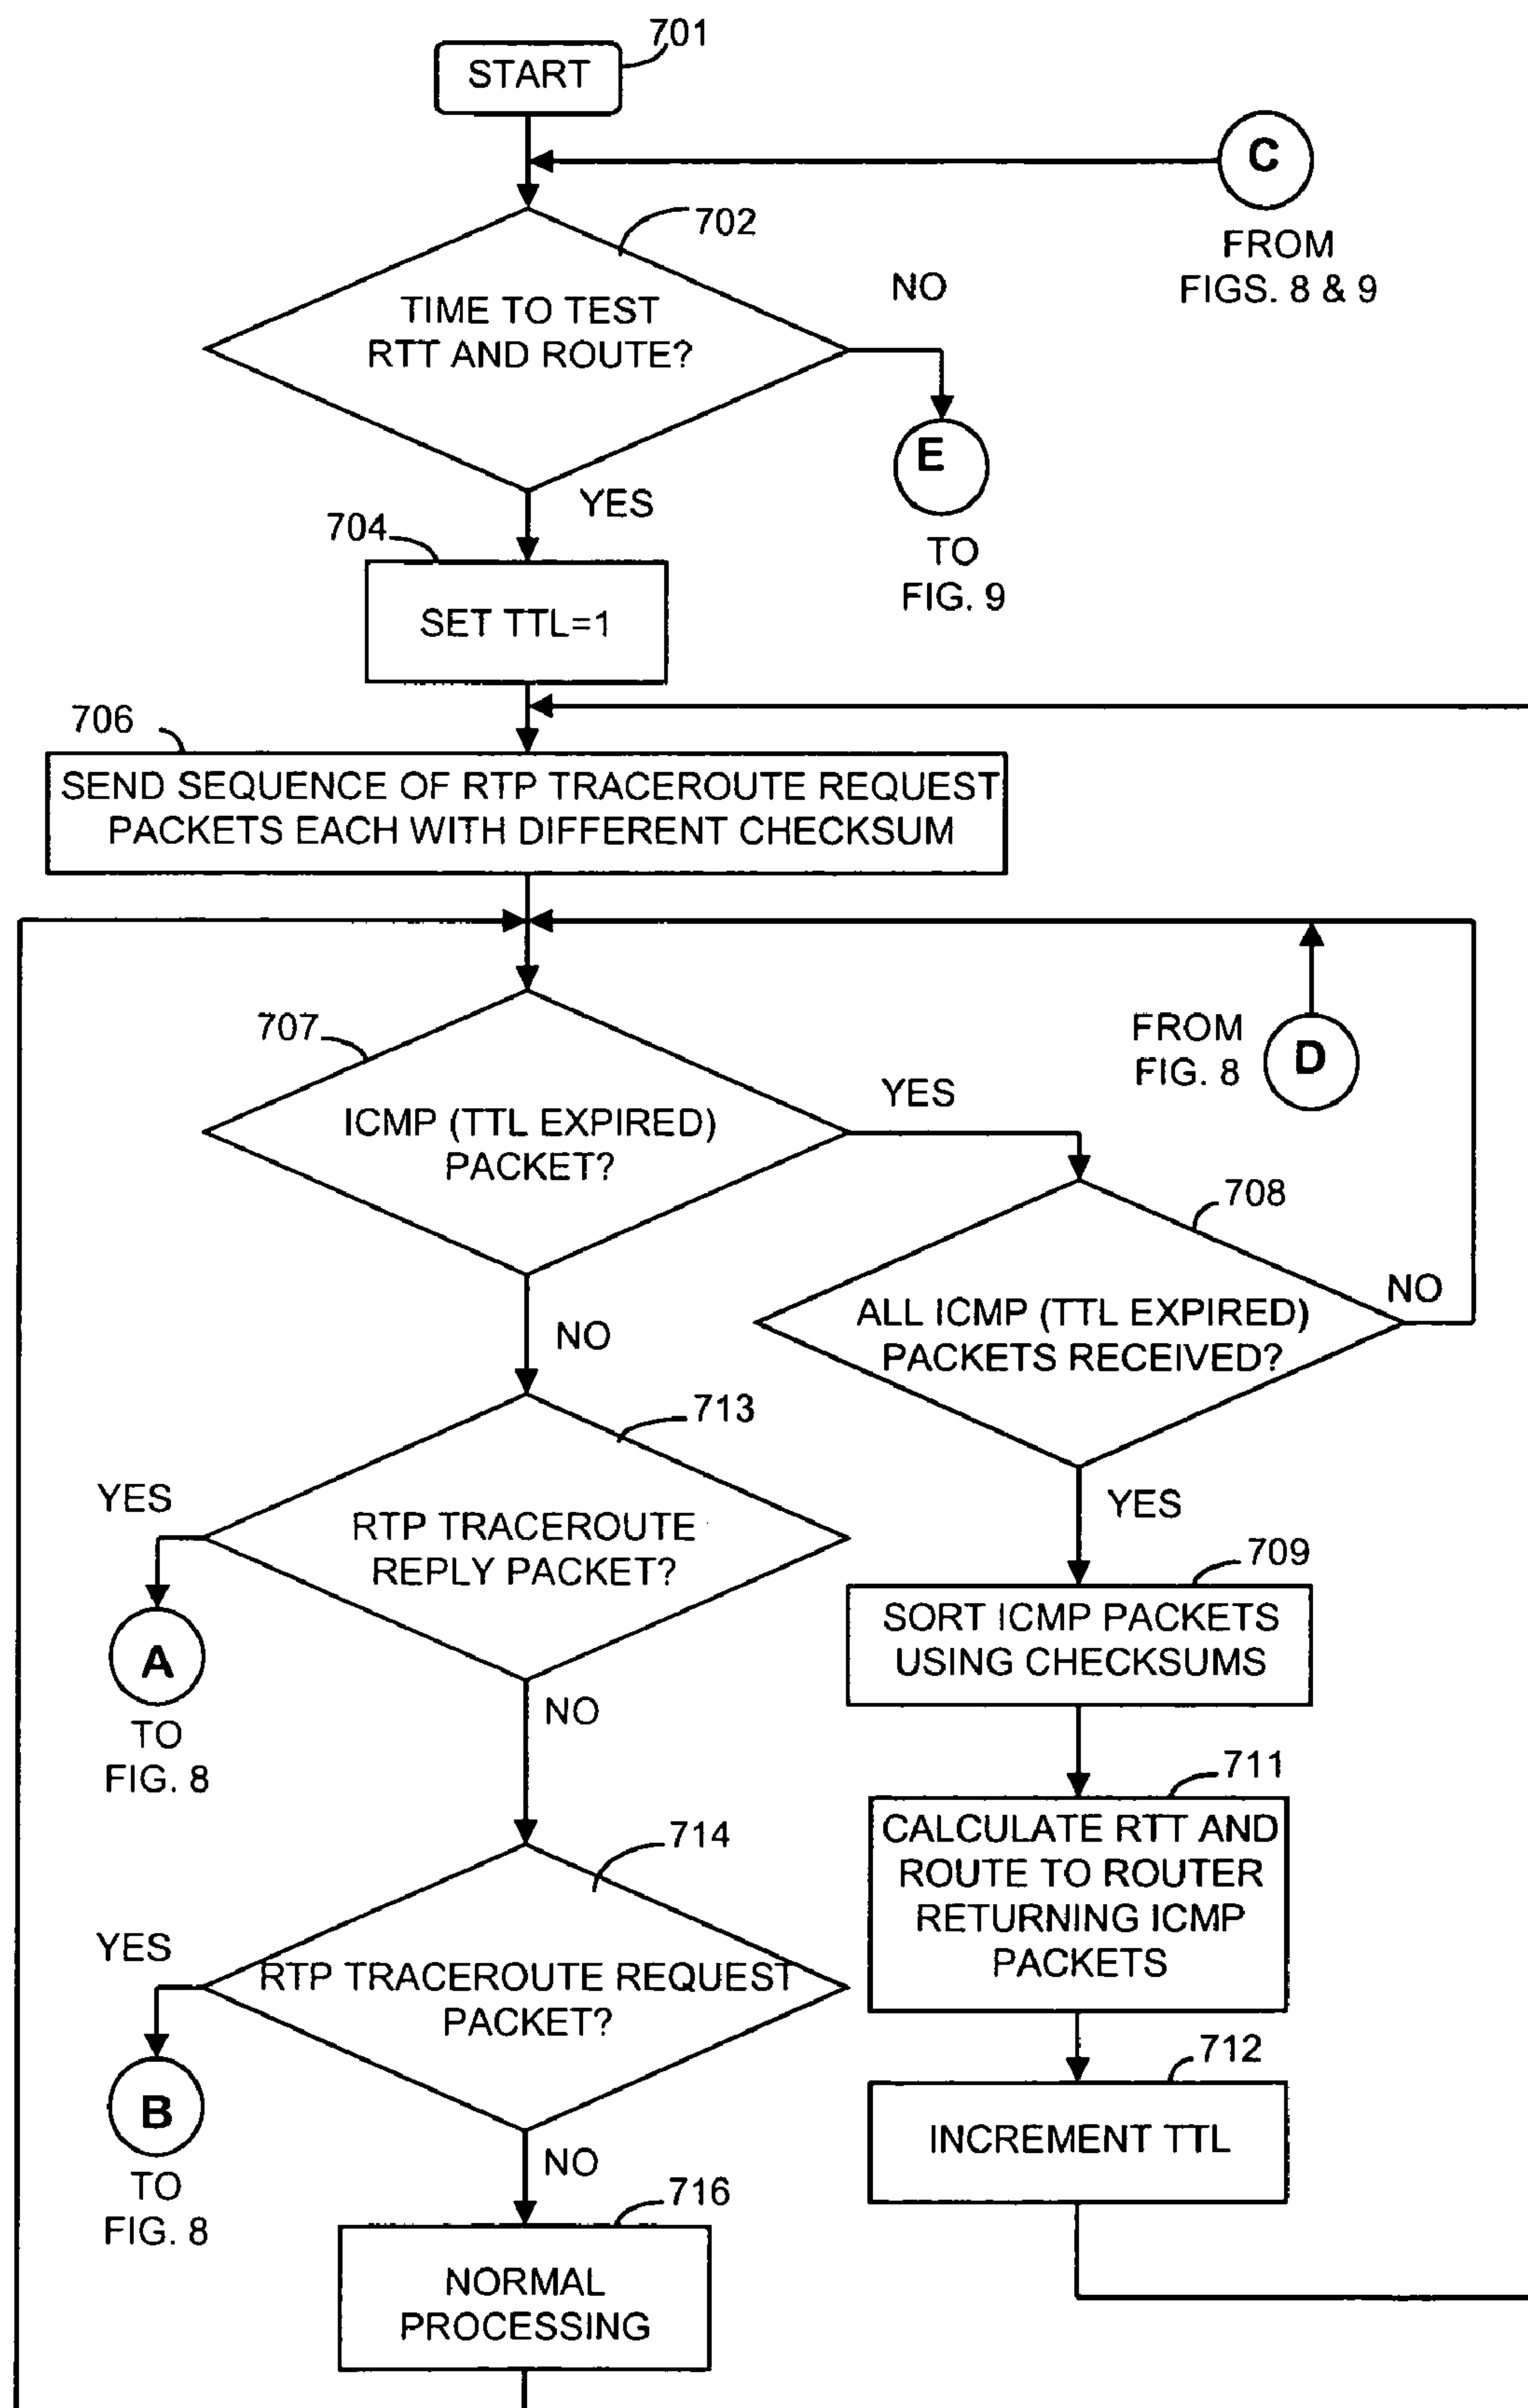 701
START
C
FROM
FIGS. 8 & 9
702
TIME TO TEST
RTT AND ROUTE?
NO
E
TO
FIG. 9
YES
704
SET TTL=1
706
SEND SEQUENCE OF RTP TRACEROUTE REQUEST
PACKETS EACH WITH DIFFERENT CHECKSUM
707
ICMP (TTL EXPIRED)
PACKET?
YES
FROM
FIG. 8
D
708
ALL ICMP (TTL EXPIRED)
PACKETS RECEIVED?
NO
NO
713
RTP TRACEROUTE
REPLY PACKET?
YES
A
TO
FIG. 8
YES
709
SORT ICMP PACKETS
USING CHECKSUMS
NO
711
CALCULATE RTT AND
ROUTE TO ROUTER
RETURNING ICMP
PACKETS
714
RTP TRACEROUTE REQUEST
PACKET?
YES
B
TO
FIG. 8
712
INCREMENT TTL
NO
716
NORMAL
PROCESSING